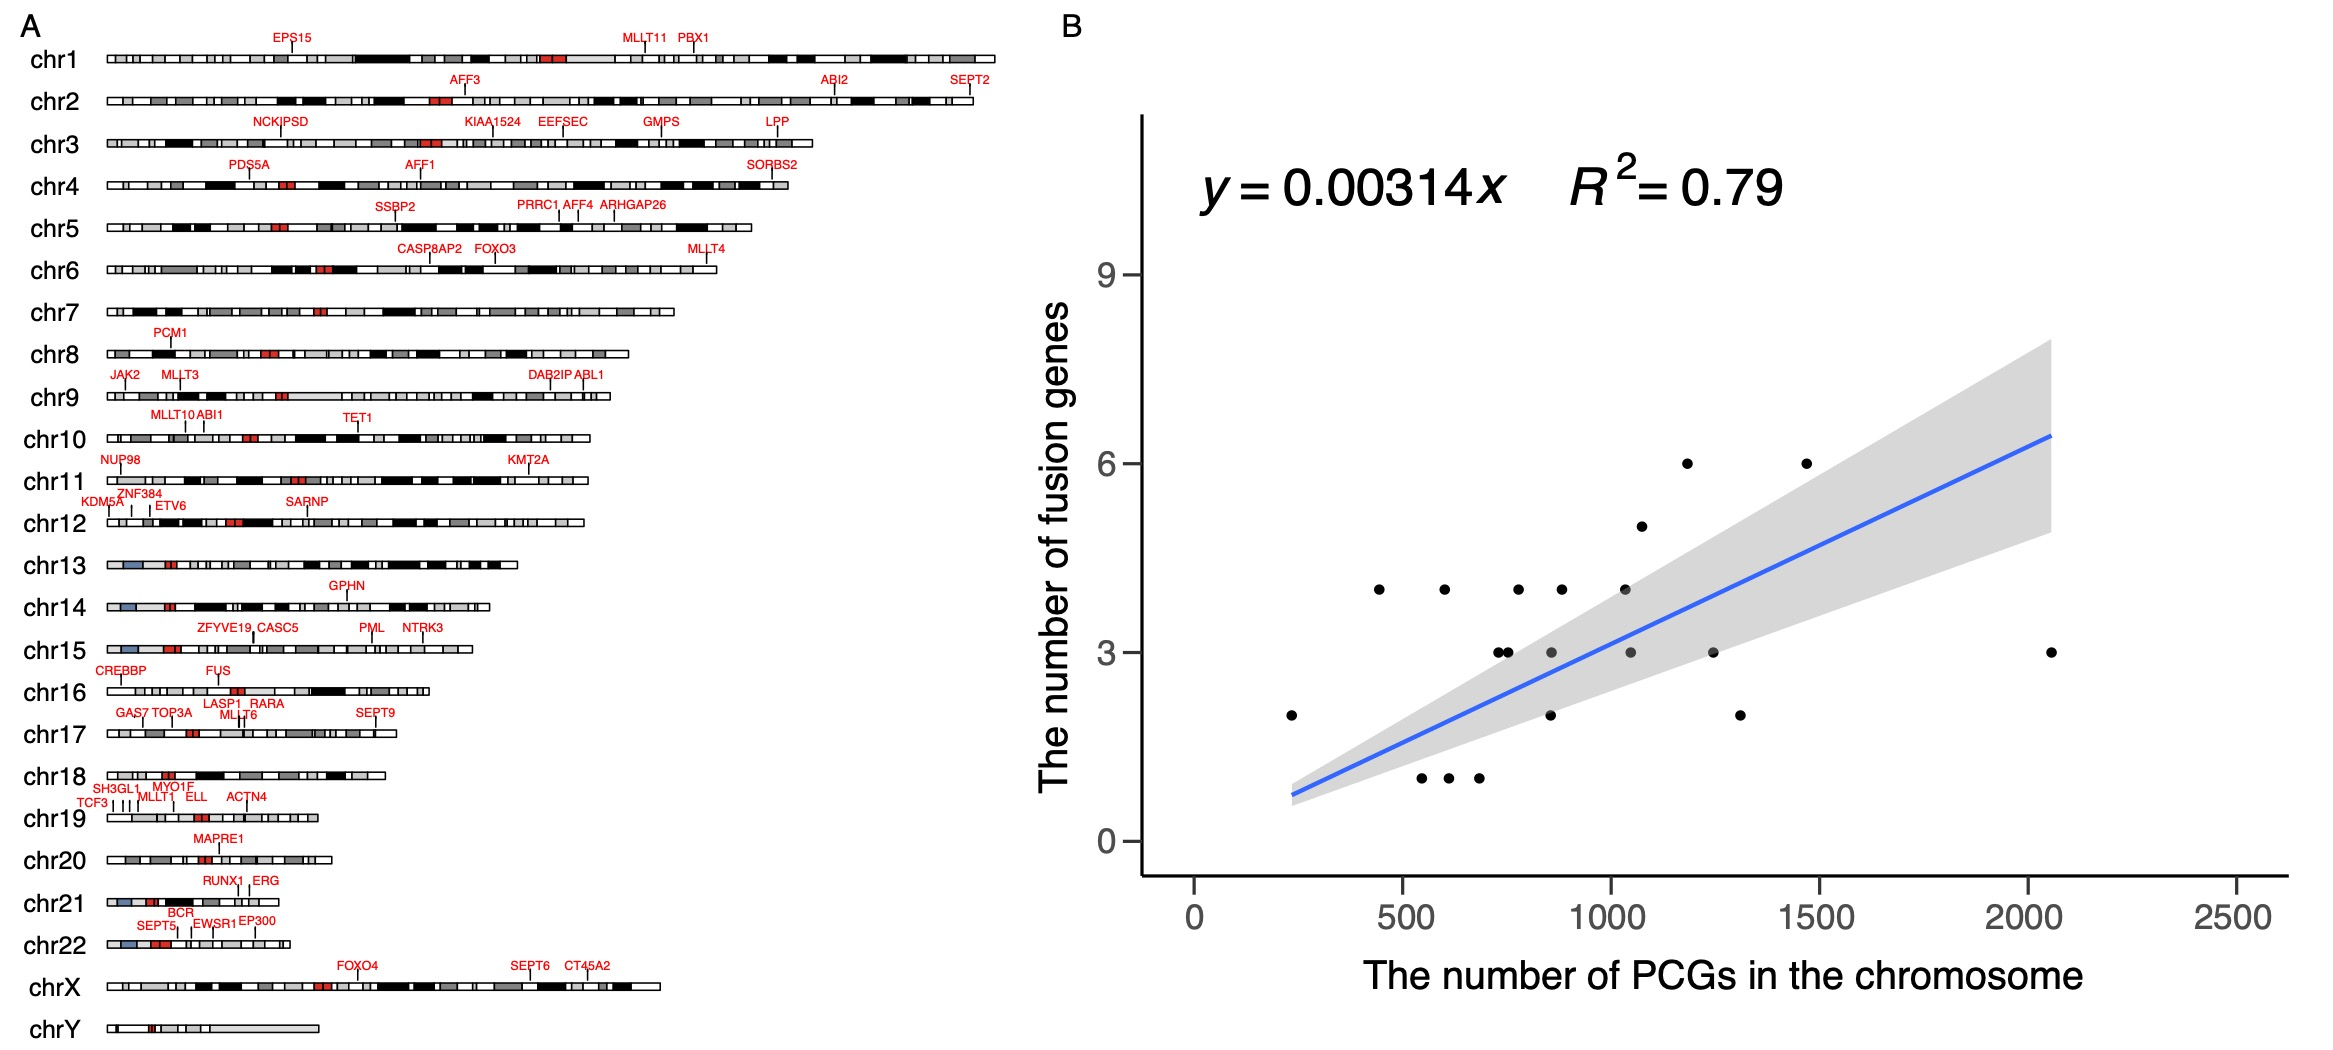 A
EPS15 MLLT11 PBX1
chr1
AFF3 ABI2 SEPT2
chr2
NCKIPSD KIAA1524 EEFSEC GMPS LPP
chr3
PDS5A AFF1 SORBS2
chr4
SSBP2 PRRC1 AFF4 ARHGAP26
chr5
CASP8AP2 FOXO3 MLLT4
chr6
chr7
PCM1
chr8
JAK2 MLLT3 DAB2IP ABL1
chr9
MLLT10 ABI1 TET1
chr10
NUP98 KMT2A
chr11
ZNF384
KDM5A ETV6 SARNP
chr12
chr13
GPHN
chr14
ZFYVE19 CASC5 PML NTRK3
chr15
CREBBP FUS
chr16
LASP1 RARA
GAS7 TOP3A MLLT6 SEPT9
chr17
chr18
SH3GL1 MYO1F
TCF3 MLLT1 ELL ACTN4
chr19
MAPRE1
chr20
RUNX1 ERG
chr21
BCR
SEPT5 EWSR1 EP300
chr22
FOXO4 SEPT6 CT45A2
chrX
chrY
B
y = 0.00314x R² = 0.79
The number of fusion genes
9
6
3
0
0 500 1000 1500 2000 2500
The number of PCGs in the chromosome